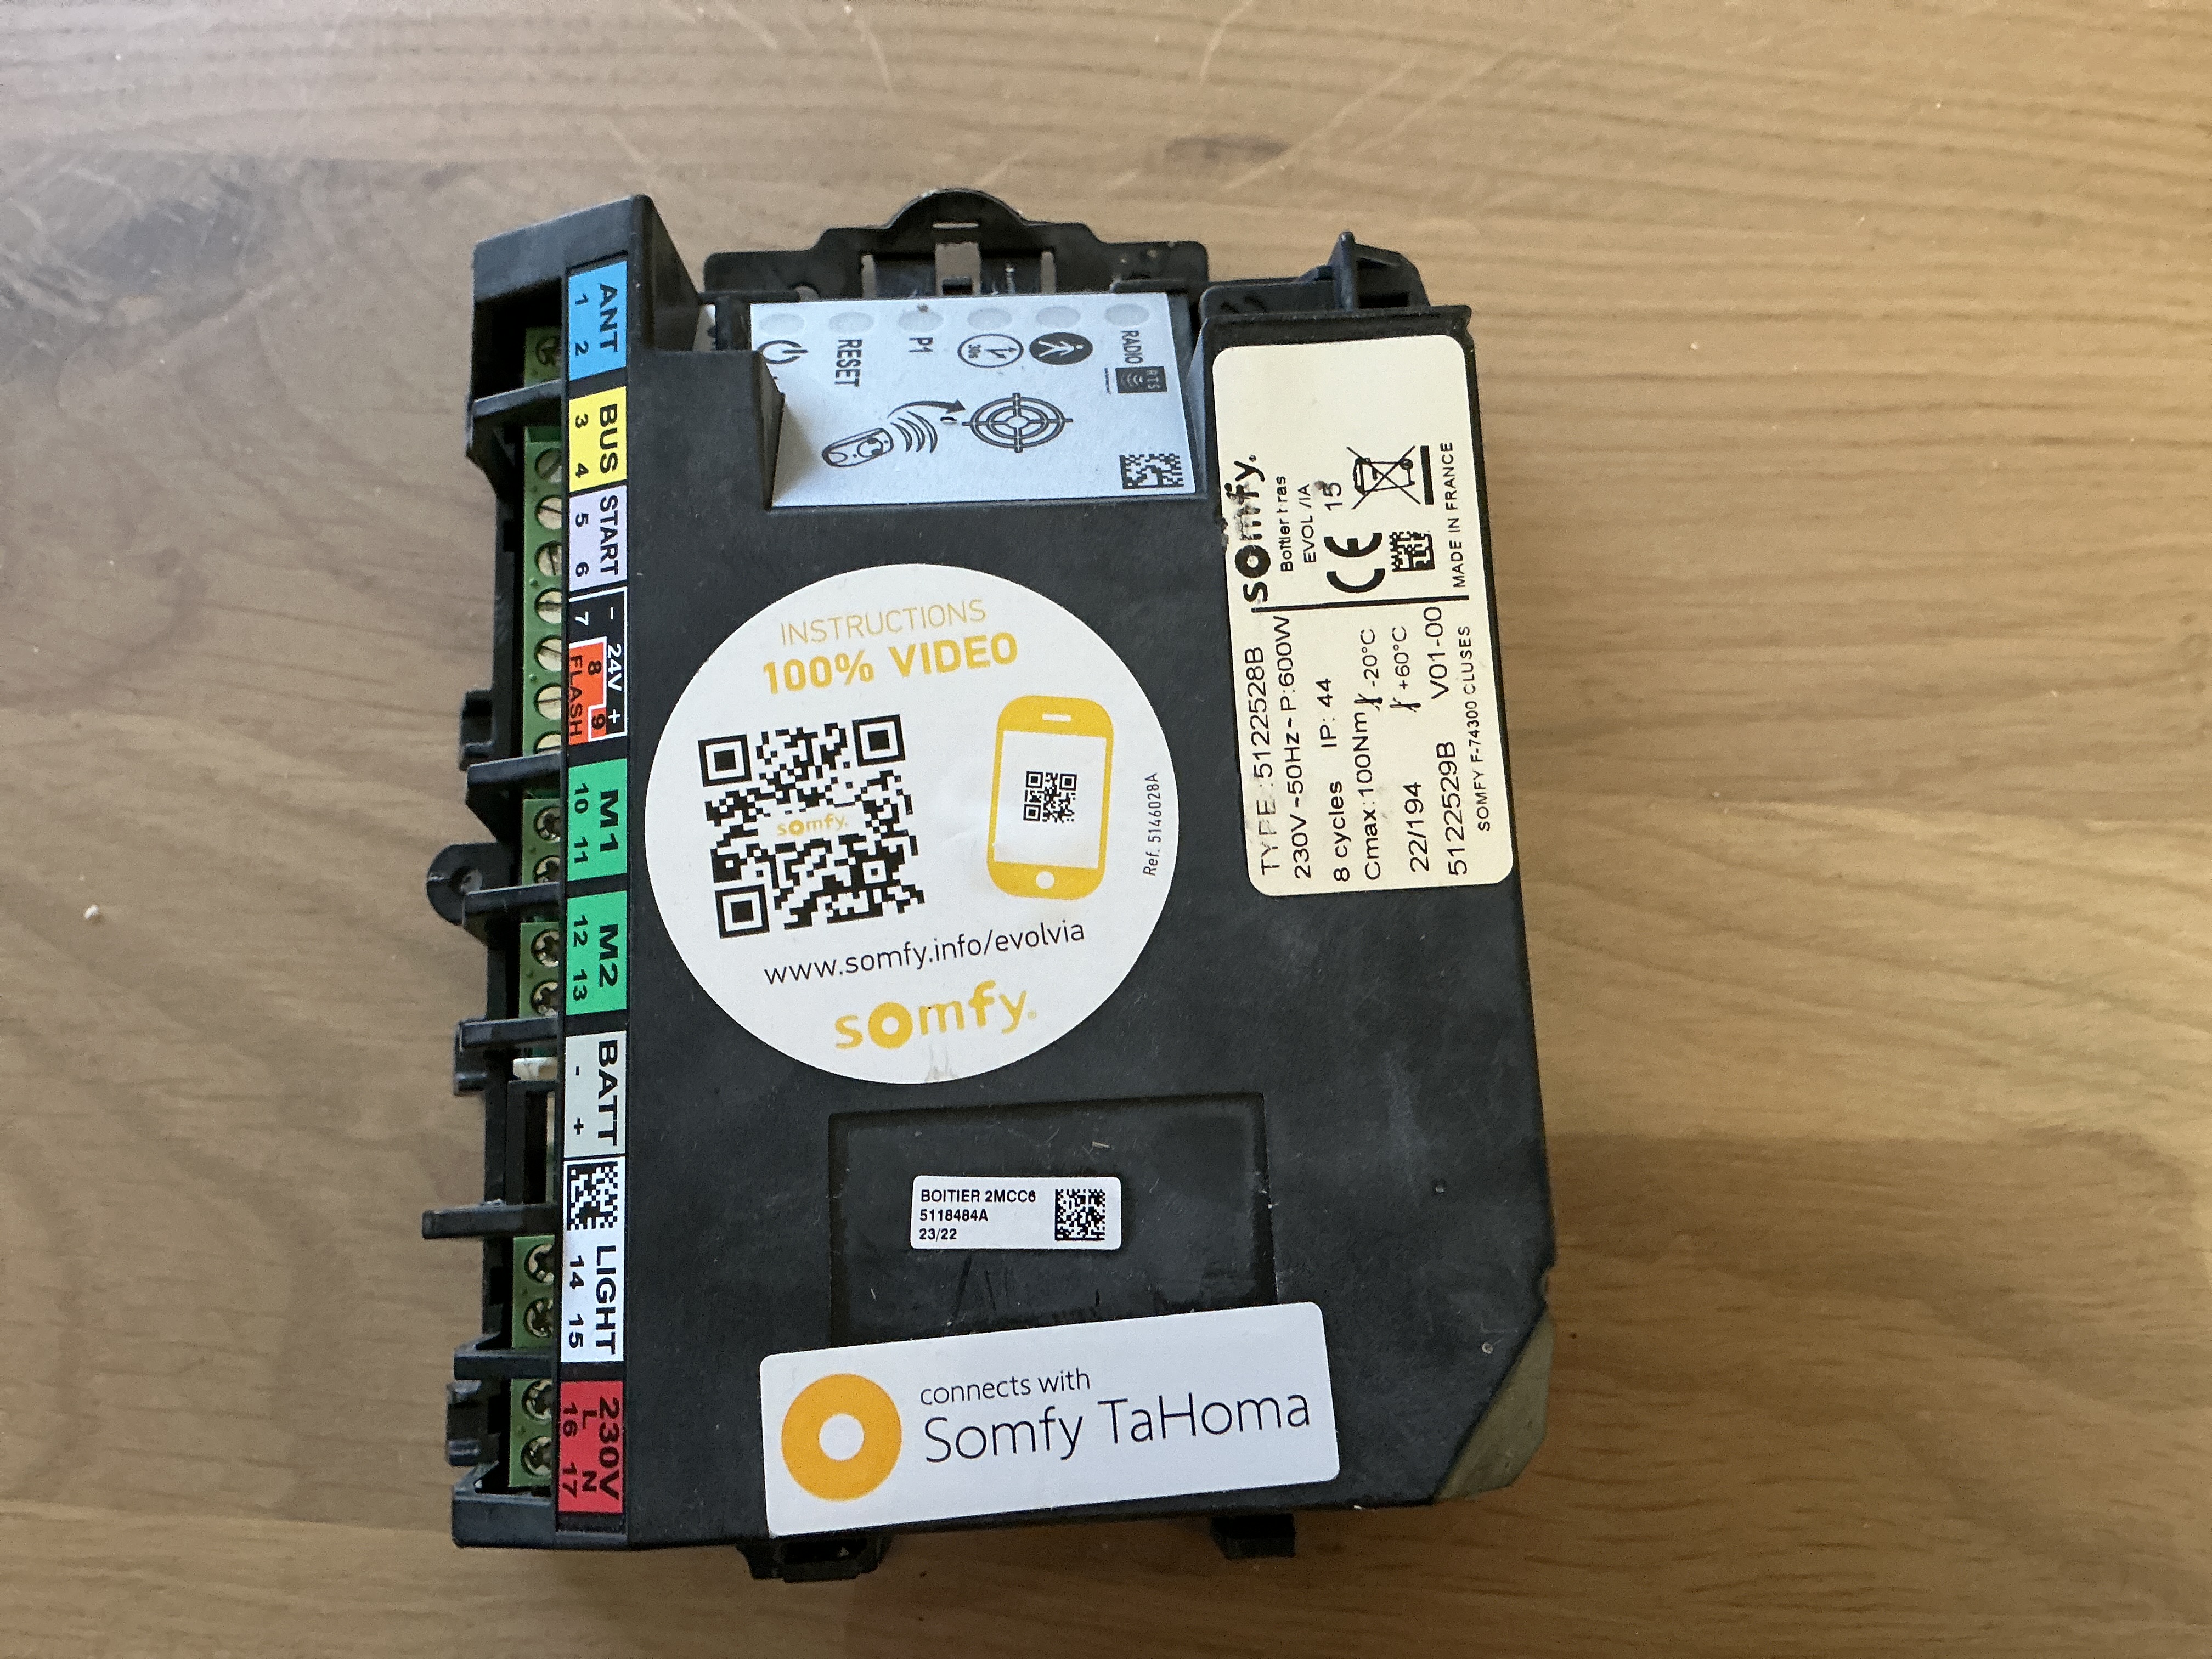 ANT
1 2
BUS
3 4
START
5 6
- 24V +
7 8 9
FLASH
M1
10 11
M2
12 13
BATT
- +
LIGHT
14 15
230V
L N
16 17
RESET
P1
30s
RADIO
RTS
INSTRUCTIONS
100% VIDEO
somfy.
www.somfy.info/evolvia
somfy.
Ref. 5146028A
TYPE :5122528B
230V~50Hz - P:600W
8 cycles IP: 44
Cmax:100Nm -20°C
+60°C
22/194
5122529B V01-00
SOMFY F-74300 CLUSES
somfy.
Boitier bras
EVOLVIA
CE 15
MADE IN FRANCE
BOITIER 2MCC6
5118484A
23/22
connects with
Somfy TaHoma